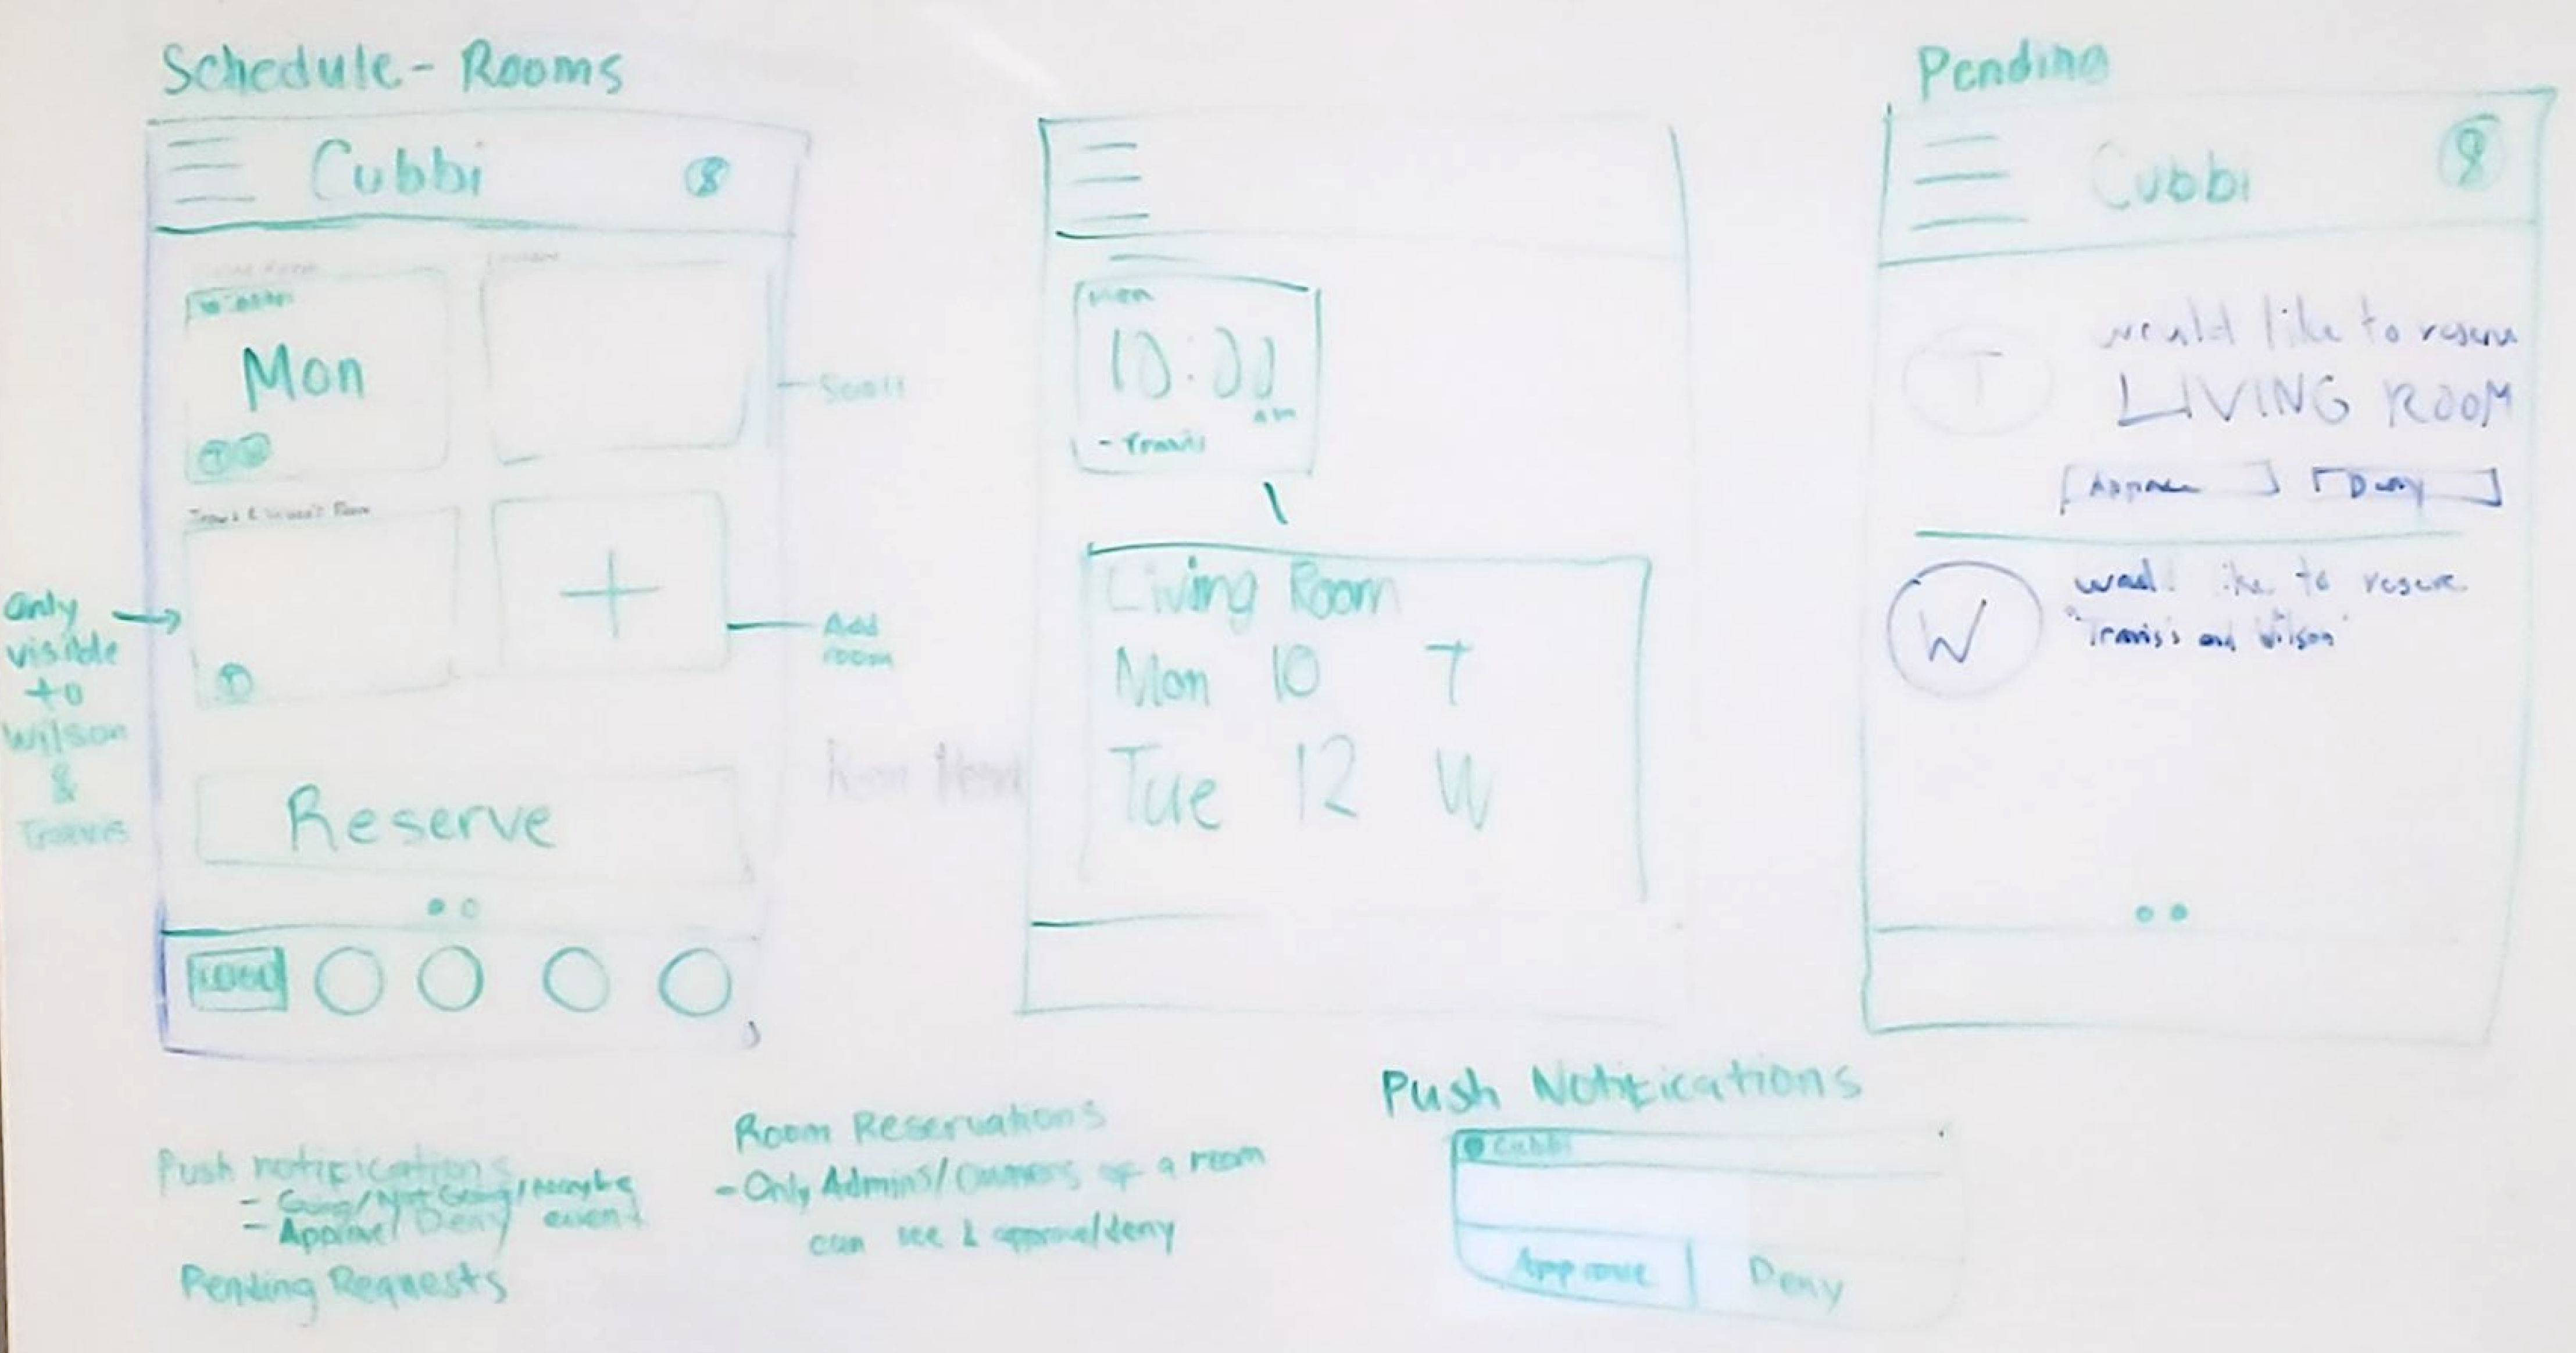 Schedule - Rooms
Cubbi
Mon
T
Scroll
Travis & Wilson's Room
T
+
Add
room
Only
visible
to
Wilson
&
Travis
Reserve
LOGO
Mon
10:00
am
- Travis
Living Room
Mon 10 T
Tue 12 W
Pending
Cubbi
T
would like to reserve
LIVING ROOM
Approve Deny
W
would like to reserve
"Travis's and Wilson"
Push notifications
- Going/Not Going/Maybe
event
- Approve/Deny
Pending Requests
Room Reservations
- Only Admins/Owners of a room
can see & approve/deny
Push Notifications
Cubbi
Approve Deny